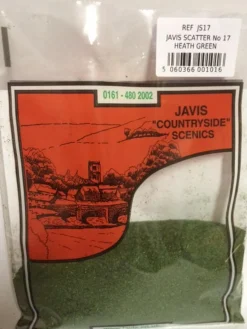 REF JS17
JAVIS SCATTER No 17
HEATH GREEN
5 060366 001016
0161 - 480 2002
JAVIS
"COUNTRYSIDE"
SCENICS